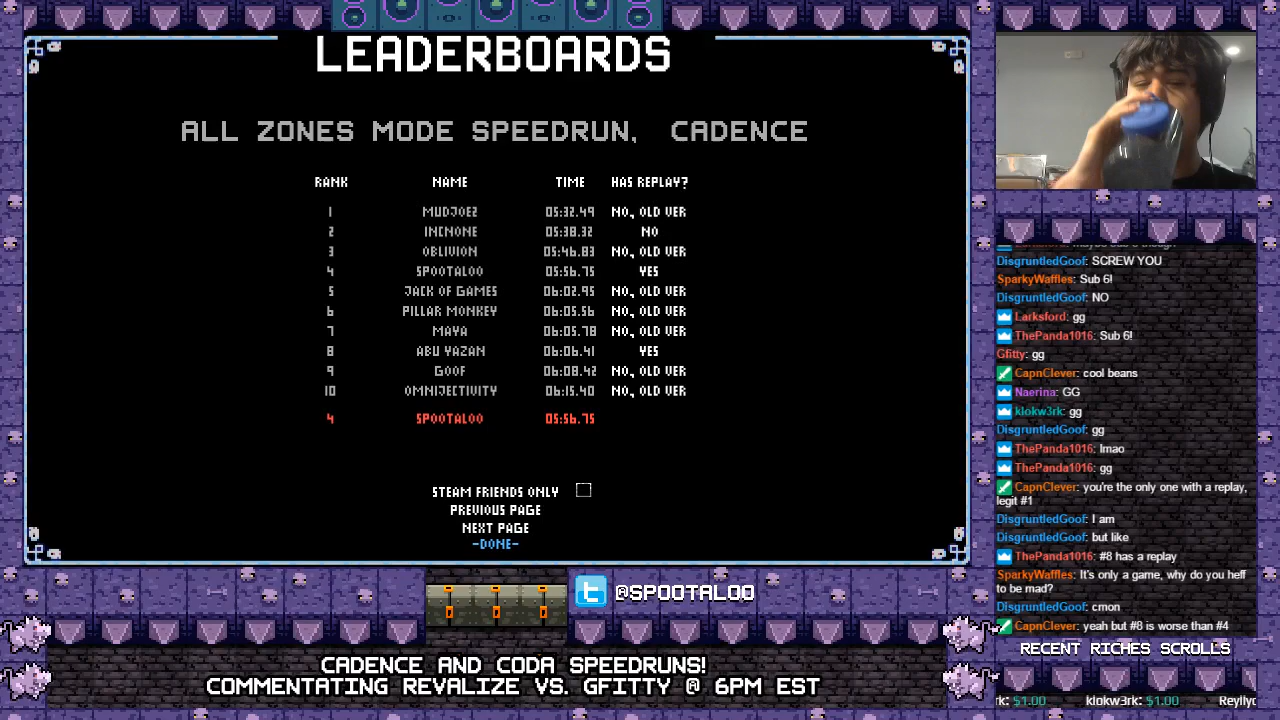 LEADERBOARDS
ALL ZONES MODE SPEEDRUN, CADENCE
RANK NAME TIME HAS REPLAY?
1 MUDJOE2 05:32.49 NO, OLD VER
2 INCNONE 05:38.32 NO
3 OBLIVION 05:46.83 NO, OLD VER
4 SPOOTALOO 05:56.75 YES
5 JACK OF GAMES 06:02.95 NO, OLD VER
6 PILLAR MONKEY 06:05.56 NO, OLD VER
7 MAYA 06:05.78 NO, OLD VER
8 ABU YAZAN 06:06.41 YES
9 GOOF 06:08.42 NO, OLD VER
10 OMNIJECTIVITY 06:15.40 NO, OLD VER
4 SPOOTALOO 05:56.75
STEAM FRIENDS ONLY
PREVIOUS PAGE
NEXT PAGE
-DONE-
DisgruntledGoof: SCREW YOU
SparkyWaffles: Sub 6!
DisgruntledGoof: NO
Larksford: gg
ThePanda1016: Sub 6!
Gfitty: gg
CapnClever: cool beans
Naerina: GG
klokw3rk: gg
DisgruntledGoof: gg
ThePanda1016: lmao
ThePanda1016: gg
CapnClever: you're the only one with a replay,
legit #1
DisgruntledGoof: I am
DisgruntledGoof: but like
ThePanda1016: #8 has a replay
SparkyWaffles: It's only a game, why do you heff
to be mad?
DisgruntledGoof: cmon
CapnClever: yeah but #8 is worse than #4
RECENT RICHES SCROLLS
rk: $1.00 klokw3rk: $1.00
@SPOOTALOO
CADENCE AND CODA SPEEDRUNS!
COMMENTATING REVALIZE VS. GFITTY @ 6PM EST